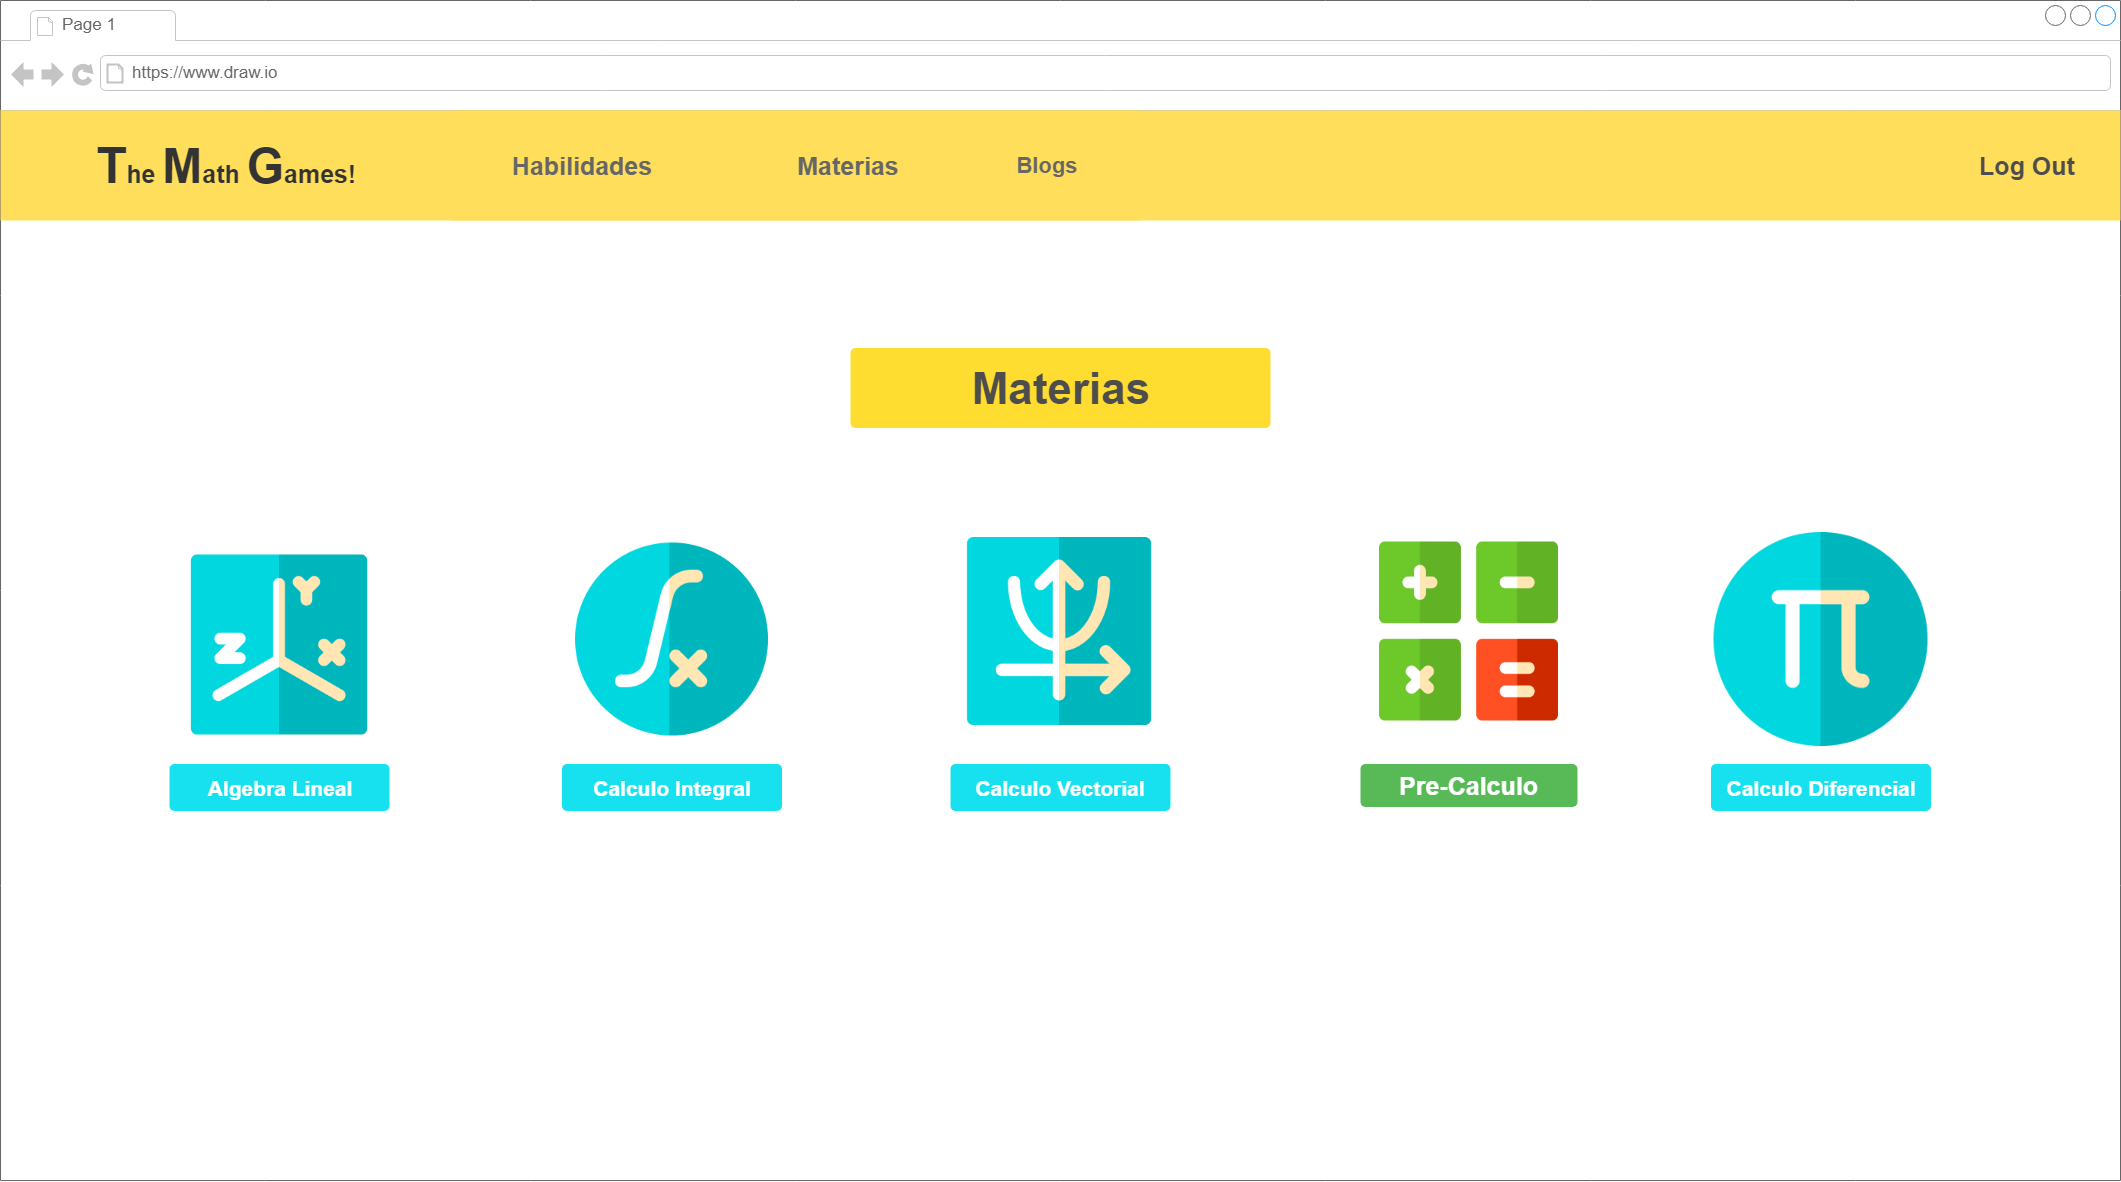 Page 1
https://www.draw.io
The Math Games!
Habilidades
Materias
Blogs
Log Out
Materias
Y
Z
X
x
+
-
x
=
π
Algebra Lineal
Calculo Integral
Calculo Vectorial
Pre-Calculo
Calculo Diferencial